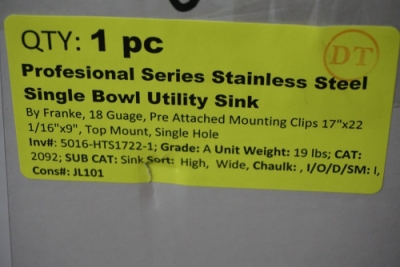 QTY: 1 pc
DT
Profesional Series Stainless Steel
Single Bowl Utility Sink
By Franke, 18 Guage, Pre Attached Mounting Clips 17"x22
1/16"x9", Top Mount, Single Hole
Inv#: 5016-HTS1722-1; Grade: A Unit Weight: 19 lbs; CAT:
2092; SUB CAT: Sink Sort: High, Wide, Chaulk: , I/O/D/SM: I,
Cons#: JL101